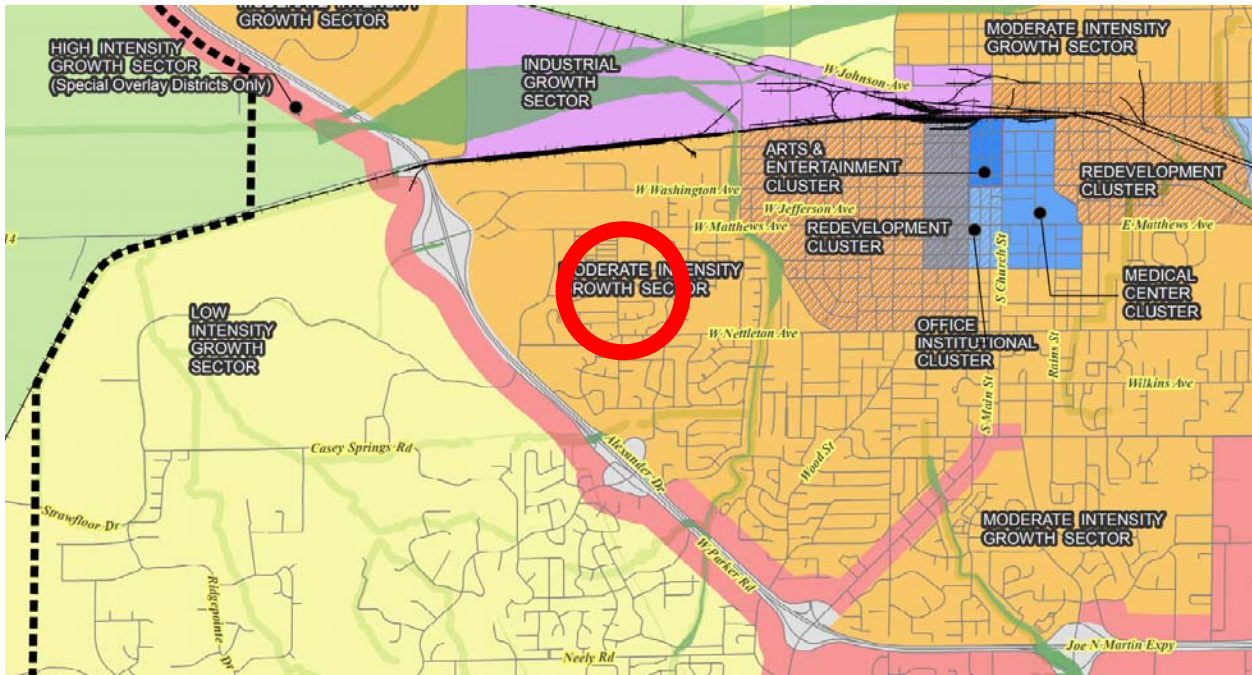 MODERATE INTENSITY
GROWTH SECTOR
HIGH INTENSITY
GROWTH SECTOR
(Special Overlay Districts Only)
INDUSTRIAL
GROWTH
SECTOR
MODERATE INTENSITY
GROWTH SECTOR
W Johnson Ave
ARTS &
ENTERTAINMENT
CLUSTER
REDEVELOPMENT
CLUSTER
W Washington Ave
W Jefferson Ave
W Matthews Ave
REDEVELOPMENT
CLUSTER
E Matthews Ave
14
MODERATE INTENSITY
GROWTH SECTOR
S Church St
MEDICAL
CENTER
CLUSTER
LOW
INTENSITY
GROWTH
SECTOR
W Nettleton Ave
OFFICE
INSTITUTIONAL
CLUSTER
Rains St
S Main St
Wilkins Ave
Casey Springs Rd
Alexander Dr
Wood St
Strawfloor Dr
MODERATE INTENSITY
GROWTH SECTOR
W Parker Rd
Ridgepointe Dr
Neely Rd
Joe N Martin Expy